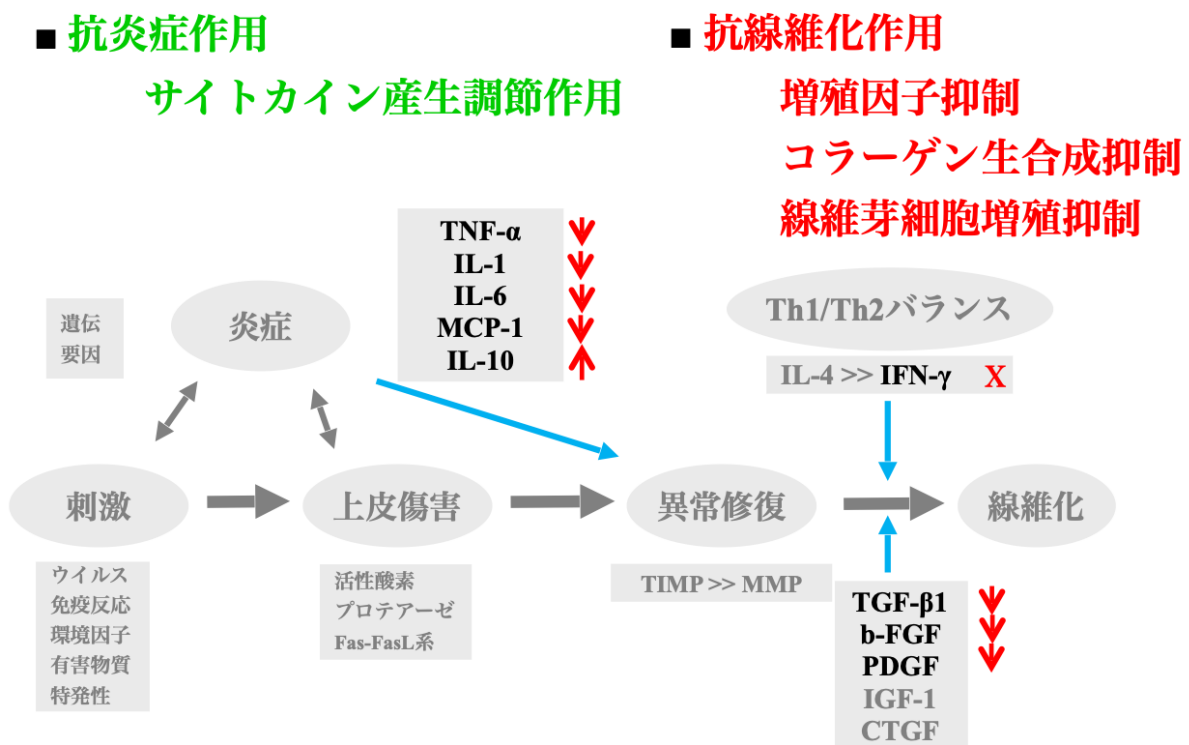 ■ 抗炎症作用
サイトカイン産生調節作用
■ 抗線維化作用
増殖因子抑制
コラーゲン生合成抑制
線維芽細胞増殖抑制
TNF-α
IL-1
IL-6
MCP-1
IL-10
遺伝
要因
炎症
Th1/Th2バランス
IL-4 >> IFN-γ X
刺激
上皮傷害
異常修復
線維化
ウイルス
免疫反応
環境因子
有害物質
特発性
活性酸素
プロテアーゼ
Fas-FasL系
TIMP >> MMP
TGF-β1
b-FGF
PDGF
IGF-1
CTGF